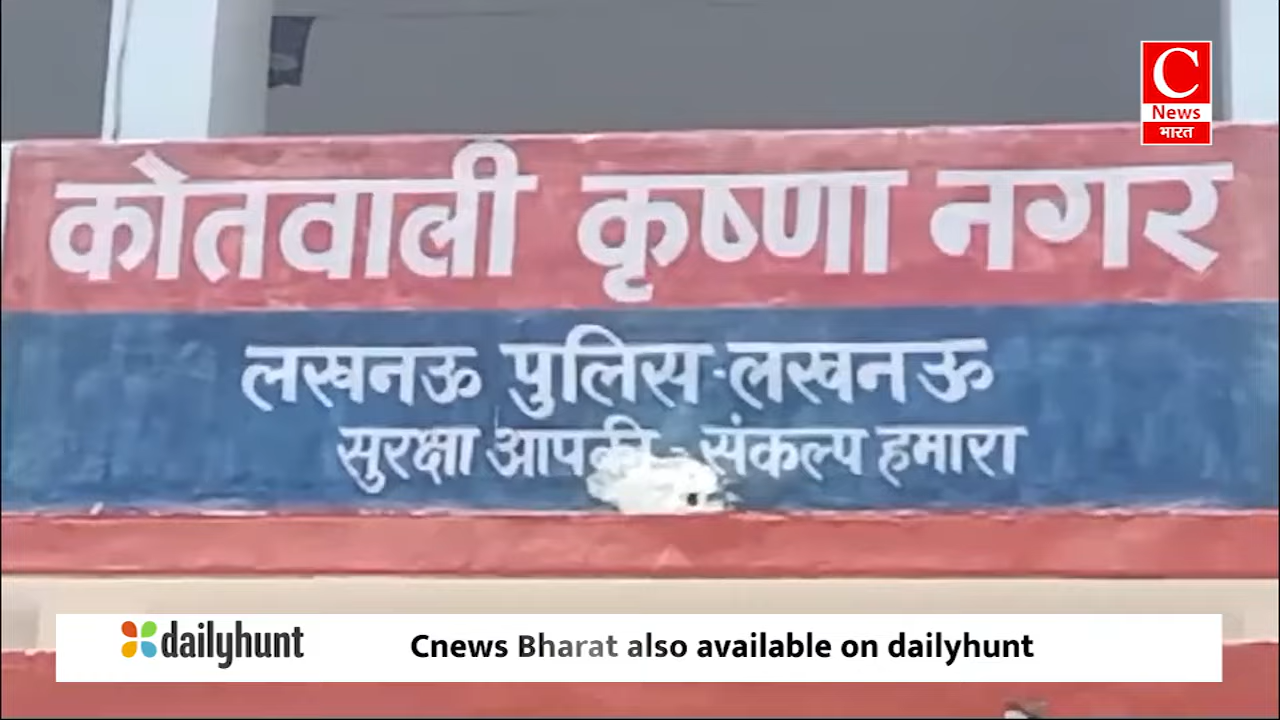 C
News
भारत
कोतवाली कृष्णा नगर
लखनऊ पुलिस-लखनऊ
सुरक्षा आपकी - संकल्प हमारा
dailyhunt Cnews Bharat also available on dailyhunt